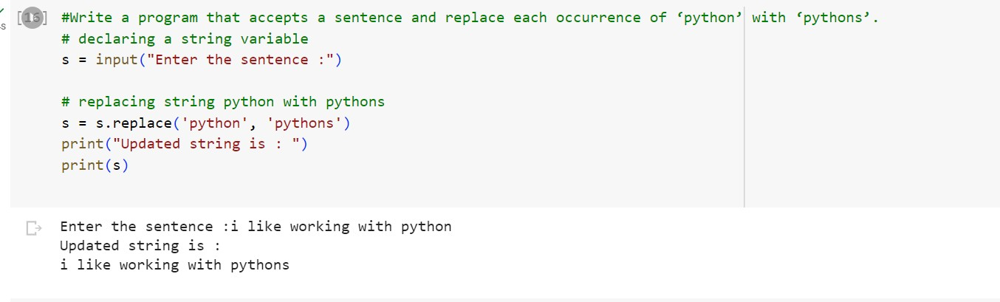 [16] #Write a program that accepts a sentence and replace each occurrence of ‘python’ with ‘pythons’.
s
# declaring a string variable
s = input("Enter the sentence :")
# replacing string python with pythons
s = s.replace('python', 'pythons')
print("Updated string is : ")
print(s)
Enter the sentence :i like working with python
Updated string is :
i like working with pythons